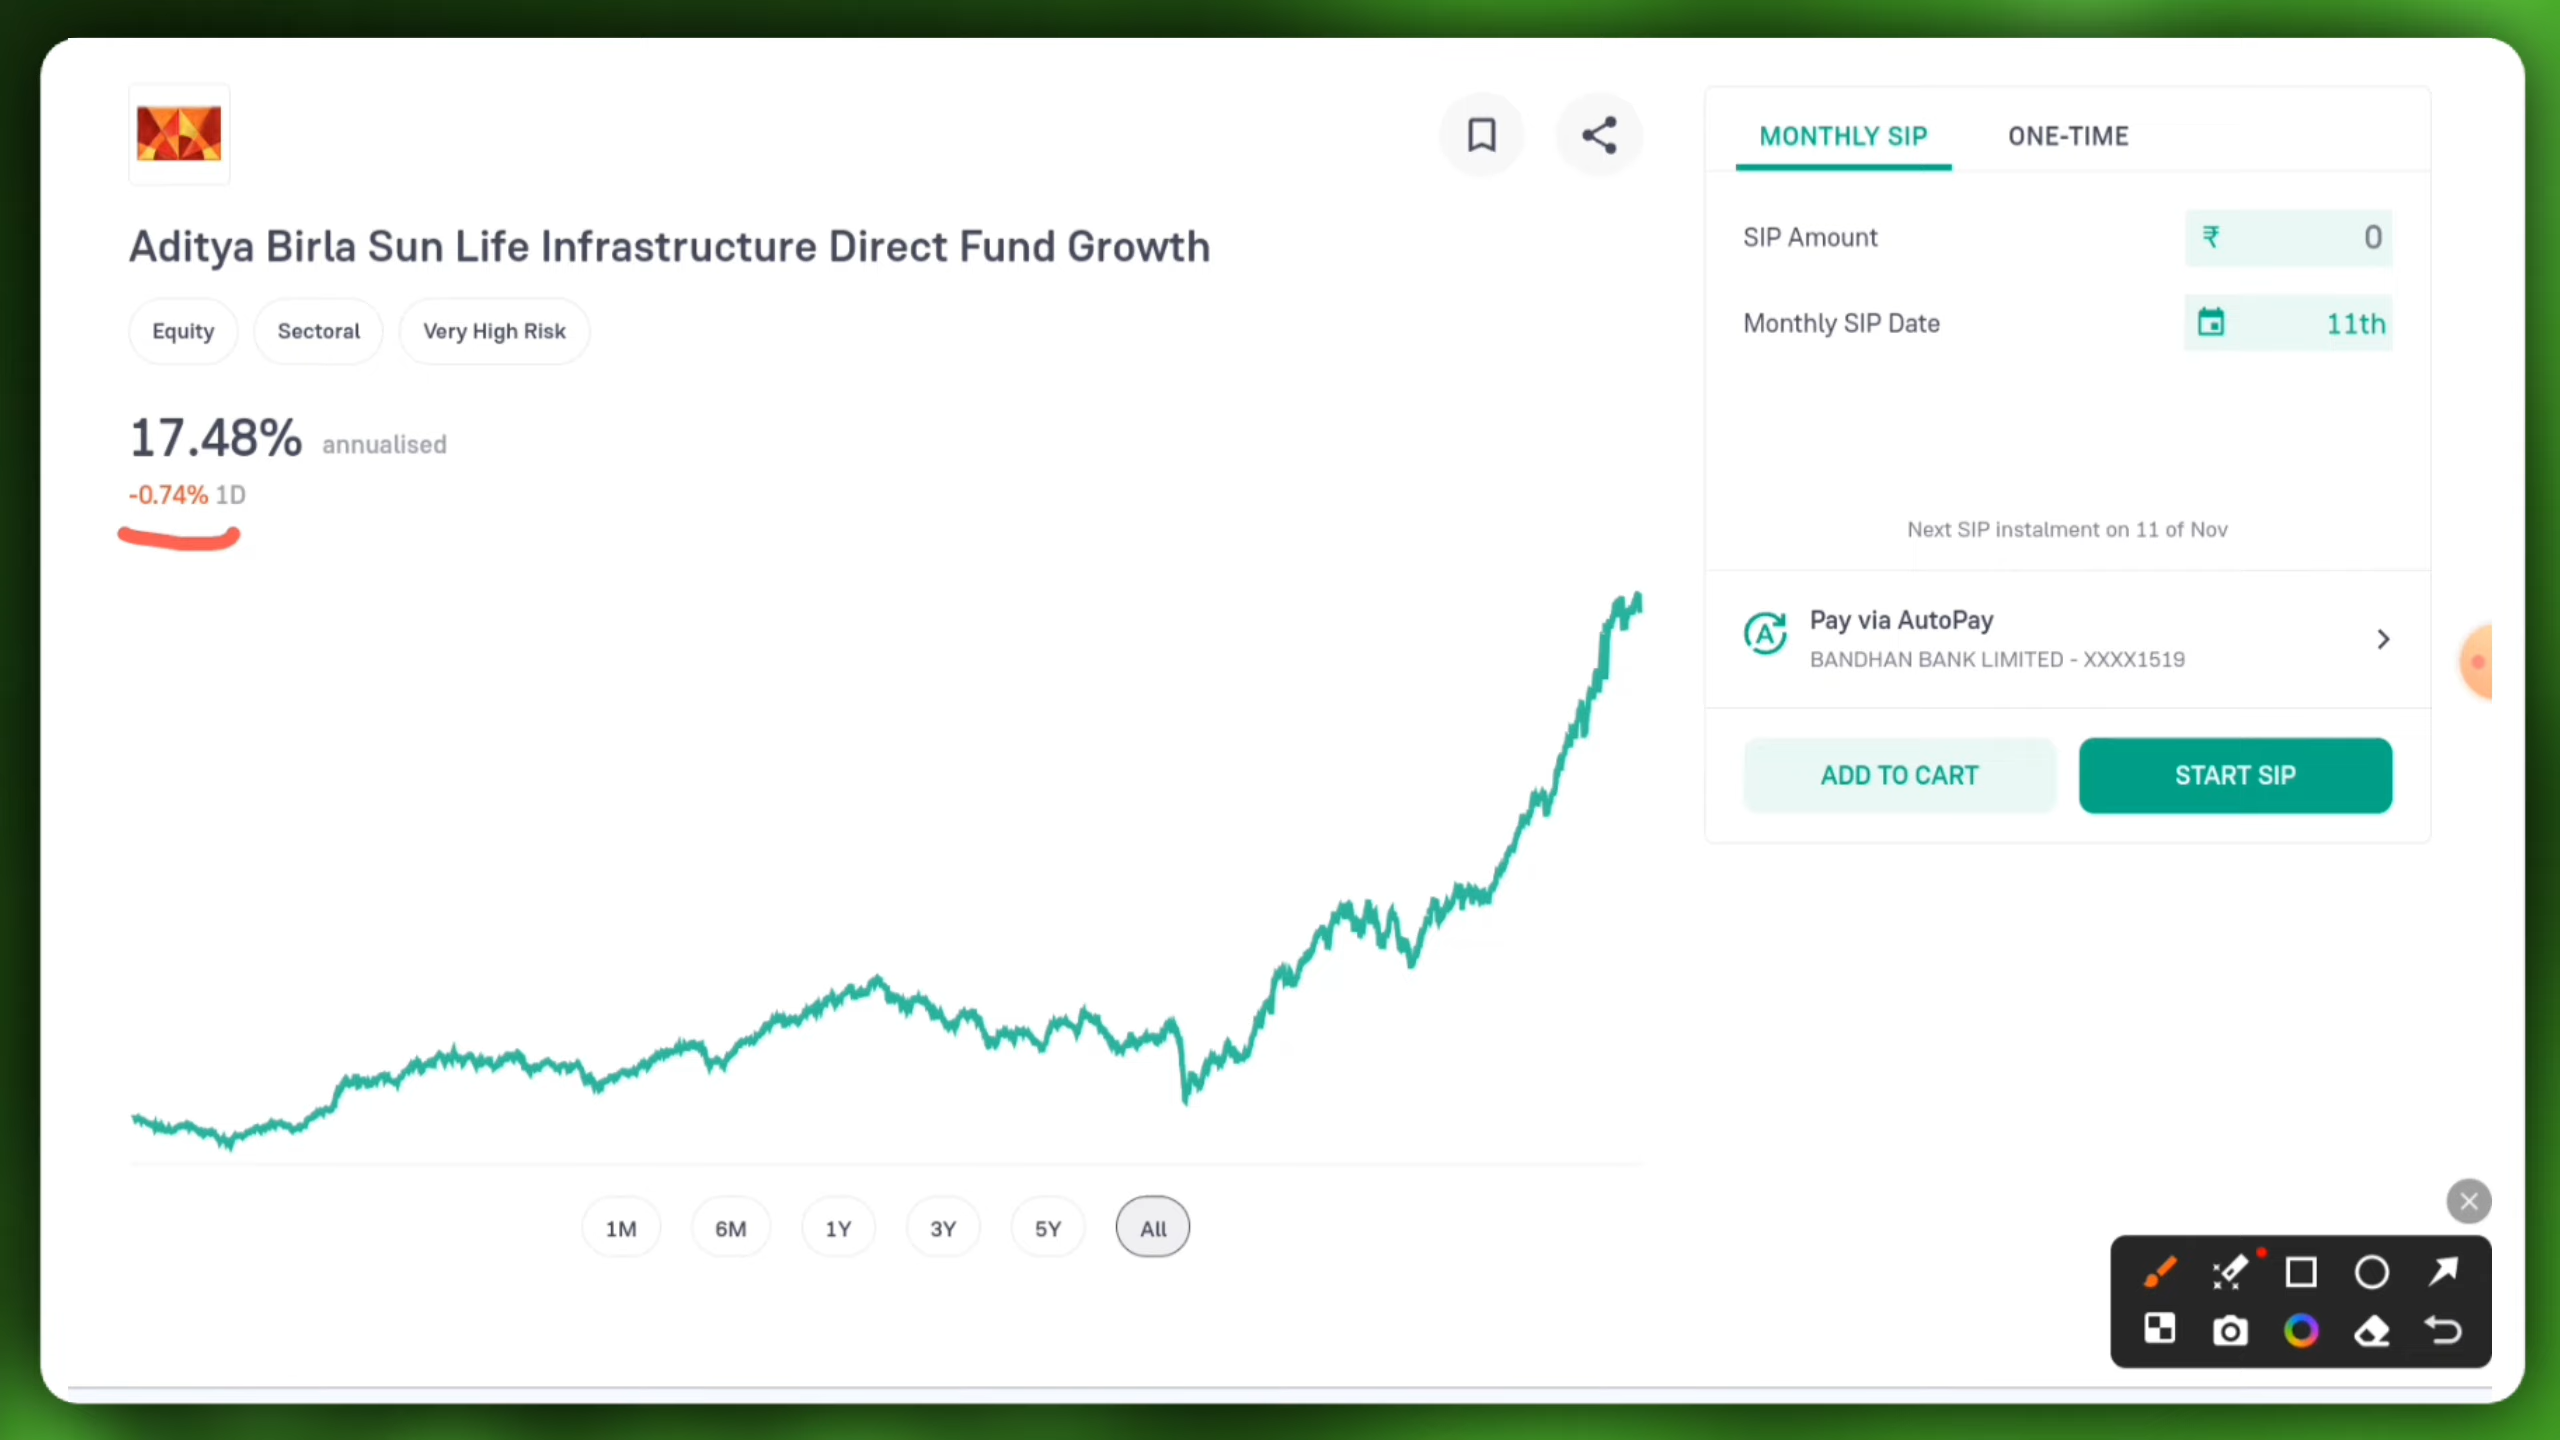 Aditya Birla Sun Life Infrastructure Direct Fund Growth
Equity
Sectoral
Very High Risk
17.48% annualised
-0.74% 1D
1M
6M
1Y
3Y
5Y
All
MONTHLY SIP
ONE-TIME
SIP Amount
₹ 0
Monthly SIP Date
11th
Next SIP instalment on 11 of Nov
A
Pay via AutoPay
BANDHAN BANK LIMITED - XXXX1519
ADD TO CART
START SIP